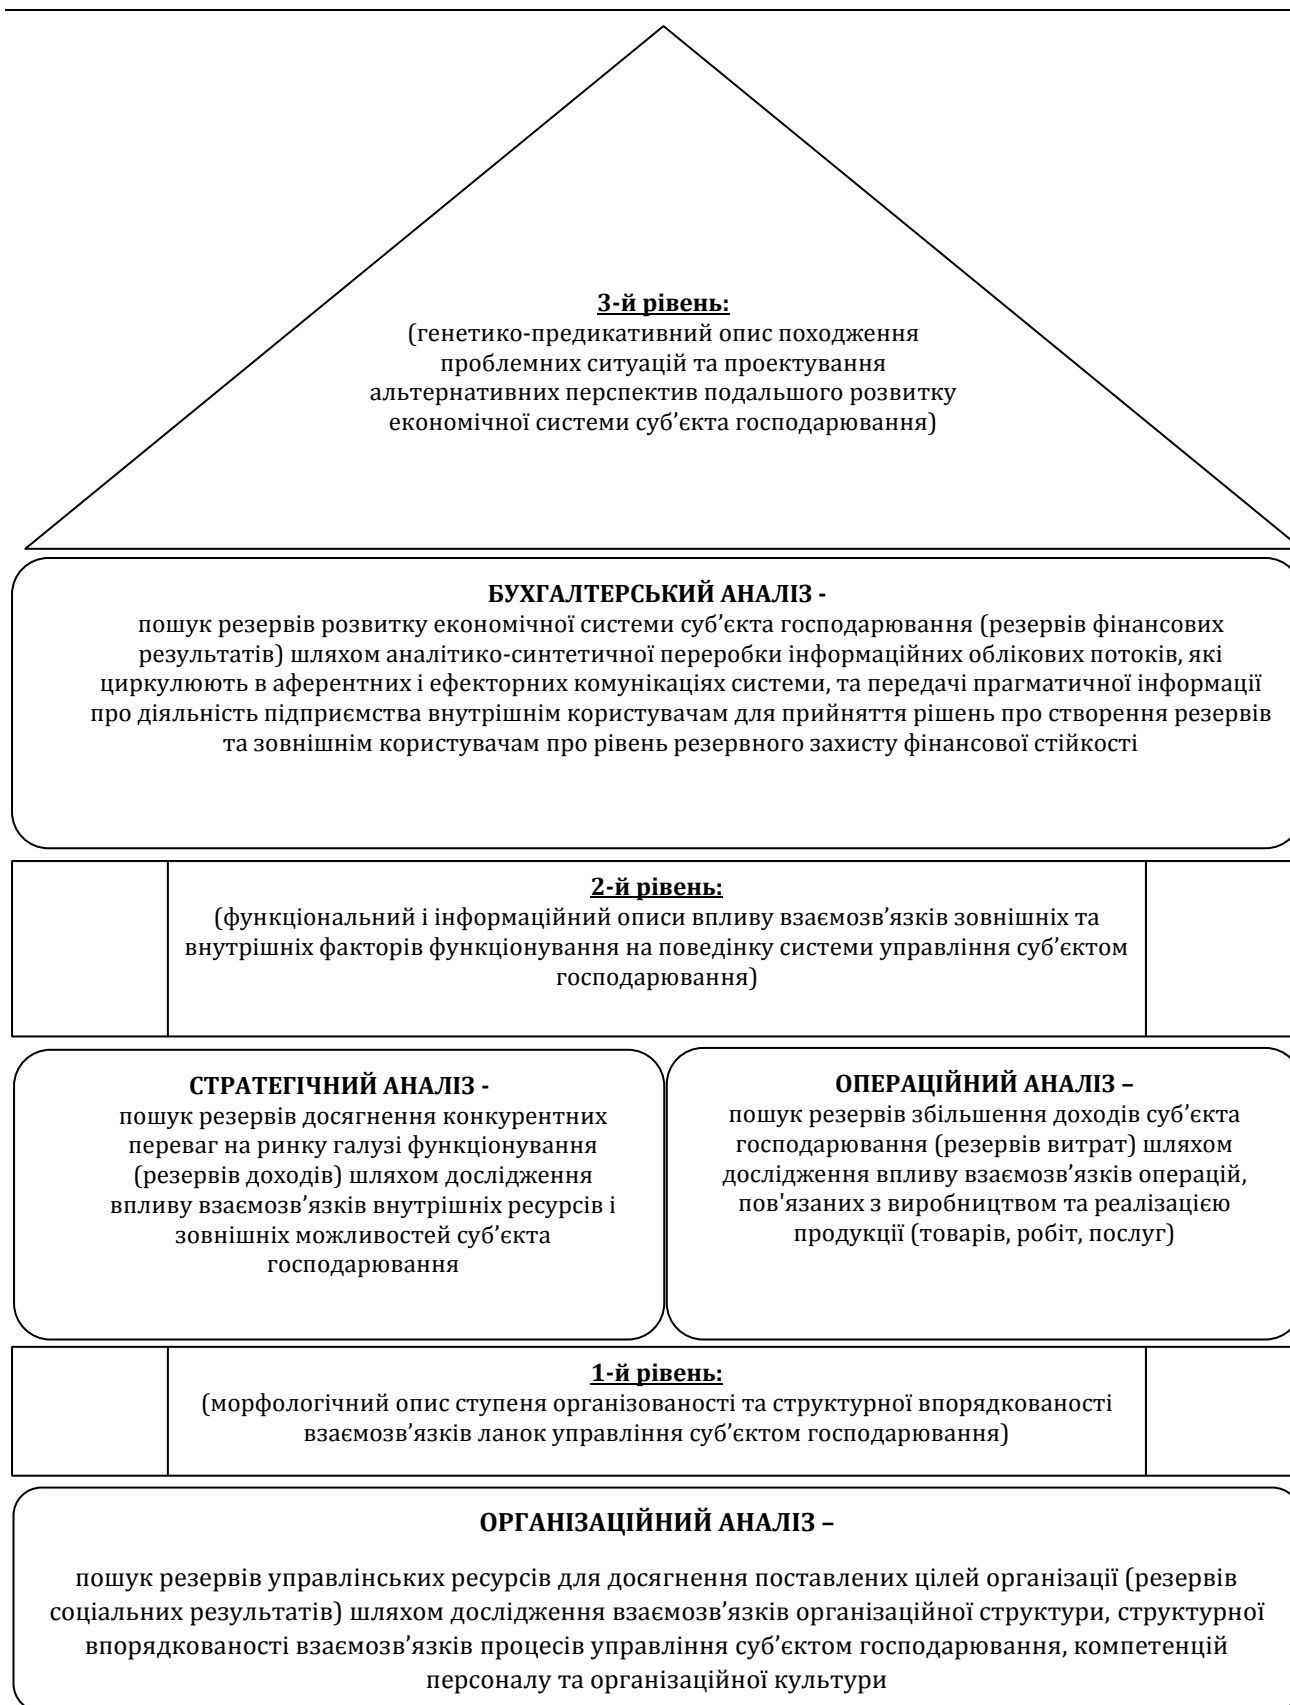 3-й рівень:
(генетико-предикативний опис походження
проблемних ситуацій та проектування
альтернативних перспектив подальшого розвитку
економічної системи суб’єкта господарювання)
БУХГАЛТЕРСЬКИЙ АНАЛІЗ -
пошук резервів розвитку економічної системи суб’єкта господарювання (резервів фінансових
результатів) шляхом аналітико-синтетичної переробки інформаційних облікових потоків, які
циркулюють в аферентних і ефекторних комунікаціях системи, та передачі прагматичної інформації
про діяльність підприємства внутрішнім користувачам для прийняття рішень про створення резервів
та зовнішнім користувачам про рівень резервного захисту фінансової стійкості
2-й рівень:
(функціональний і інформаційний описи впливу взаємозв’язків зовнішніх та
внутрішніх факторів функціонування на поведінку системи управління суб’єктом
господарювання)
СТРАТЕГІЧНИЙ АНАЛІЗ -
пошук резервів досягнення конкурентних
переваг на ринку галузі функціонування
(резервів доходів) шляхом дослідження
впливу взаємозв’язків внутрішніх ресурсів і
зовнішніх можливостей суб’єкта
господарювання
ОПЕРАЦІЙНИЙ АНАЛІЗ –
пошук резервів збільшення доходів суб’єкта
господарювання (резервів витрат) шляхом
дослідження впливу взаємозв’язків операцій,
пов'язаних з виробництвом та реалізацією
продукції (товарів, робіт, послуг)
1-й рівень:
(морфологічний опис ступеня організованості та структурної впорядкованості
взаємозв’язків ланок управління суб’єктом господарювання)
ОРГАНІЗАЦІЙНИЙ АНАЛІЗ –
пошук резервів управлінських ресурсів для досягнення поставлених цілей організації (резервів
соціальних результатів) шляхом дослідження взаємозв’язків організаційної структури, структурної
впорядкованості взаємозв’язків процесів управління суб’єктом господарювання, компетенцій
персоналу та організаційної культури